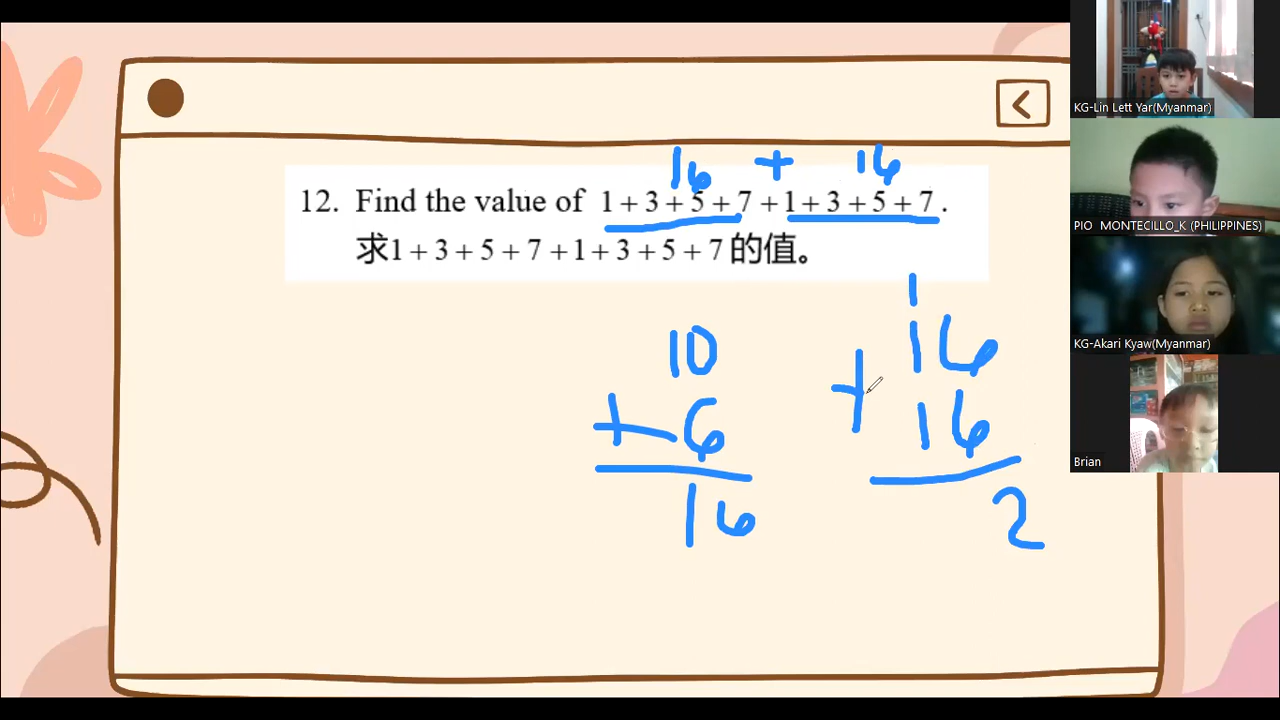 16 + 16
12. Find the value of 1 + 3 + 5 + 7 + 1 + 3 + 5 + 7 .
求1 + 3 + 5 + 7 + 1 + 3 + 5 + 7 的值。
10
+ 6
16
1
16
+ 16
2
KG-Lin Lett Yar(Myanmar)
PIO MONTECILLO_K (PHILIPPINES)
KG-Akari Kyaw(Myanmar)
Brian